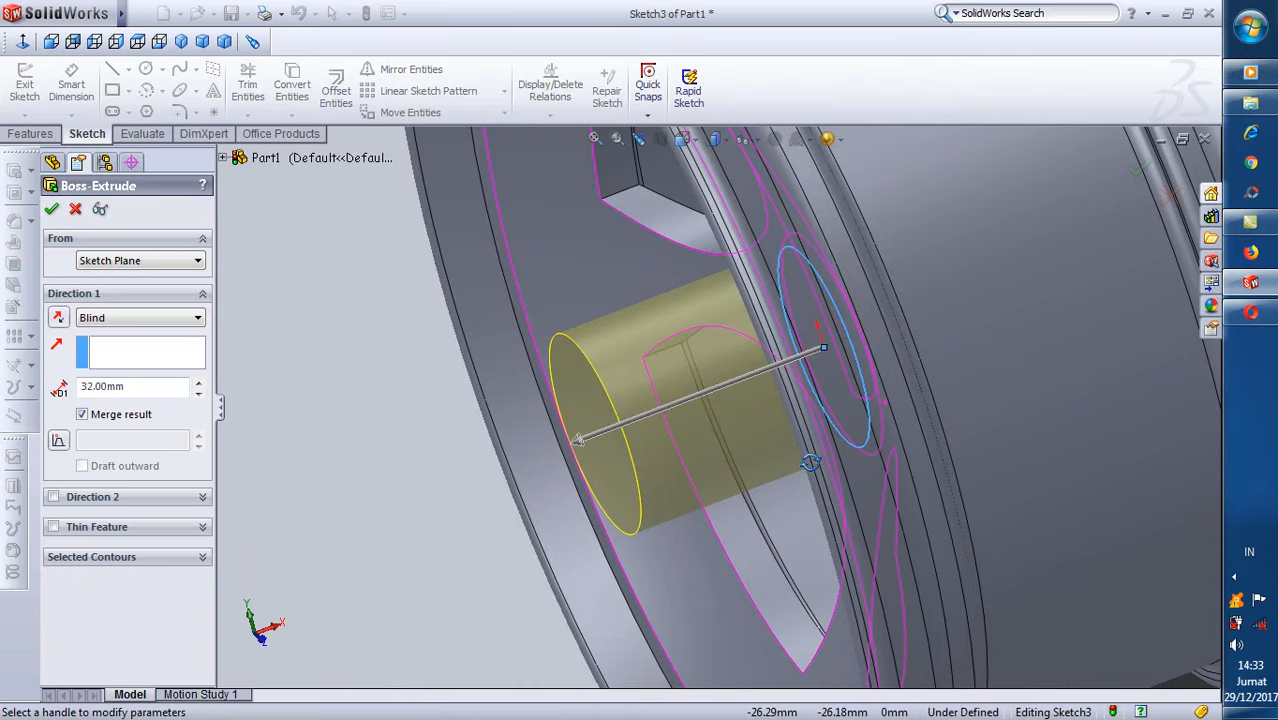 SolidWorks
Sketch3 of Part1 *
SolidWorks Search
Exit Sketch
Smart Dimension
Trim Entities
Convert Entities
Offset Entities
Mirror Entities
Linear Sketch Pattern
Move Entities
Display/Delete Relations
Repair Sketch
Quick Snaps
Rapid Sketch
Features
Sketch
Evaluate
DimXpert
Office Products
Part1 (Default<<Defaul...
Boss-Extrude
?
From
Sketch Plane
Direction 1
Blind
D1
32.00mm
Merge result
Draft outward
Direction 2
Thin Feature
Selected Contours
Y
X
Z
IN
14:33
Jumat
29/12/2017
Model
Motion Study 1
Select a handle to modify parameters
-26.29mm
-26.18mm
0mm
Under Defined
Editing Sketch3